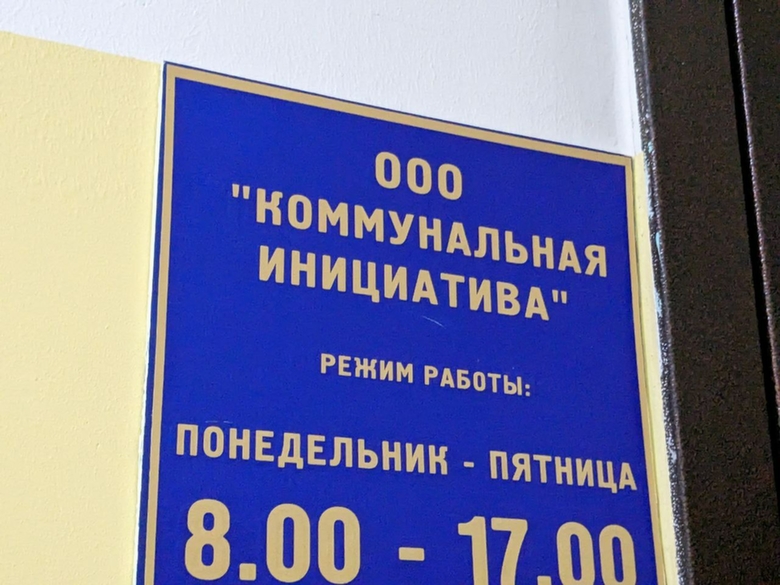 ООО
"КОММУНАЛЬНАЯ
ИНИЦИАТИВА"
РЕЖИМ РАБОТЫ:
ПОНЕДЕЛЬНИК - ПЯТНИЦА
8.00 - 17.00